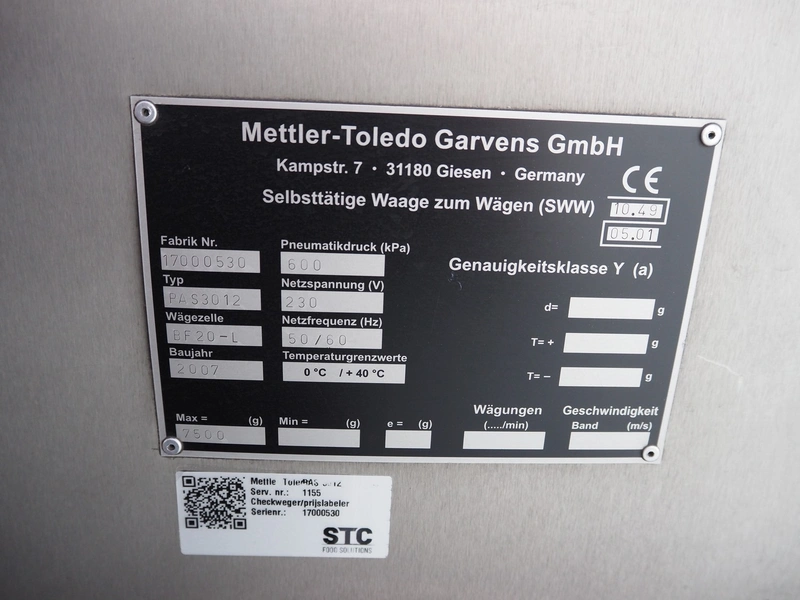 Mettler-Toledo Garvens GmbH
Kampstr. 7 · 31180 Giesen · Germany
Selbsttätige Waage zum Wägen (SWW)
CE
10.49
05.01
Fabrik Nr.
17000530
Typ
PAS3012
Wägezelle
BF20-L
Baujahr
2007
Pneumatikdruck (kPa)
600
Netzspannung (V)
230
Netzfrequenz (Hz)
50/60
Temperaturgrenzwerte
0 °C / + 40 °C
Genauigkeitsklasse Y (a)
d= g
T= + g
T= – g
Max = (g)
7500
Min = (g)
e = (g)
Wägungen
(...../min)
Geschwindigkeit
Band (m/s)
Mettle
Serv. nr.: 1155
Checkweger/prijslabeler
Serienr.: 17000530
STC
FOOD SOLUTIONS